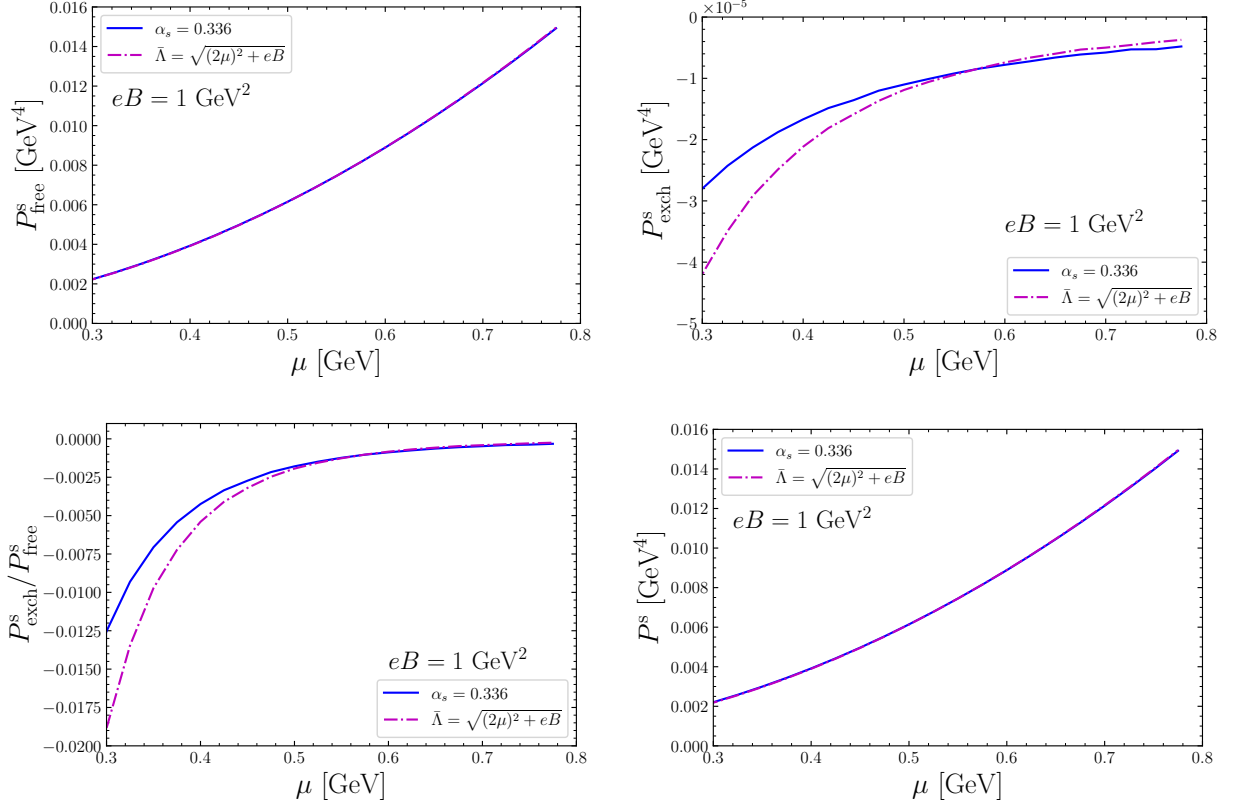 0.016
0.014
0.012
0.010
0.008
0.006
0.004
0.002
0.000
P^s_free [GeV^4]
α_s = 0.336
Λ̄ = √((2μ)² + eB)
eB = 1 GeV²
0.3 0.4 0.5 0.6 0.7 0.8
μ [GeV]
×10⁻⁵
0
−1
−2
−3
−4
−5
P^s_exch [GeV^4]
eB = 1 GeV²
α_s = 0.336
Λ̄ = √((2μ)² + eB)
0.3 0.4 0.5 0.6 0.7 0.8
μ [GeV]
0.0000
−0.0025
−0.0050
−0.0075
−0.0100
−0.0125
−0.0150
−0.0175
−0.0200
P^s_exch/P^s_free
eB = 1 GeV²
α_s = 0.336
Λ̄ = √((2μ)² + eB)
0.3 0.4 0.5 0.6 0.7 0.8
μ [GeV]
0.016
0.014
0.012
0.010
0.008
0.006
0.004
0.002
0.000
P^s [GeV^4]
α_s = 0.336
Λ̄ = √((2μ)² + eB)
eB = 1 GeV²
0.3 0.4 0.5 0.6 0.7 0.8
μ [GeV]